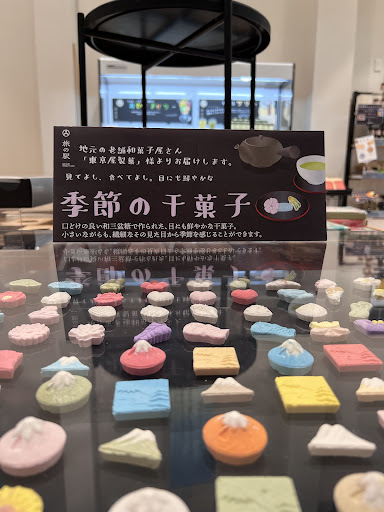 旅の駅
地元の老舗和菓子屋さん
「東京屋製菓」様よりお届けします。
見てよし、食べてよし。目にも鮮やかな
季節の干菓子
口どけの良い和三盆糖で作られた、目にも鮮やかな干菓子。
小さいながらも、繊細なその見た目から季節を感じることができます。